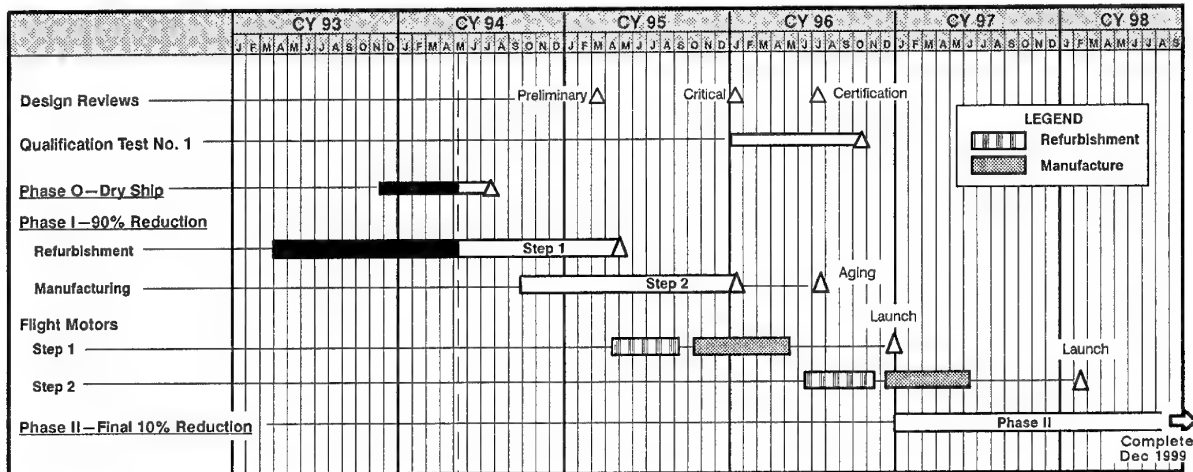 CY 93 CY 94 CY 95 CY 96 CY 97 CY 98
J F M A M J J A S O N D J F M A M J J A S O N D J F M A M J J A S O N D J F M A M J J A S O N D J F M A M J J A S O N D J F M A M J J A S
Design Reviews Preliminary Critical Certification
LEGEND
Refurbishment
Manufacture
Qualification Test No. 1
Phase O—Dry Ship
Phase I—90% Reduction
Refurbishment Step 1
Manufacturing Step 2 Aging
Flight Motors Launch
Step 1
Launch
Step 2
Phase II—Final 10% Reduction Phase II
Complete
Dec 1999